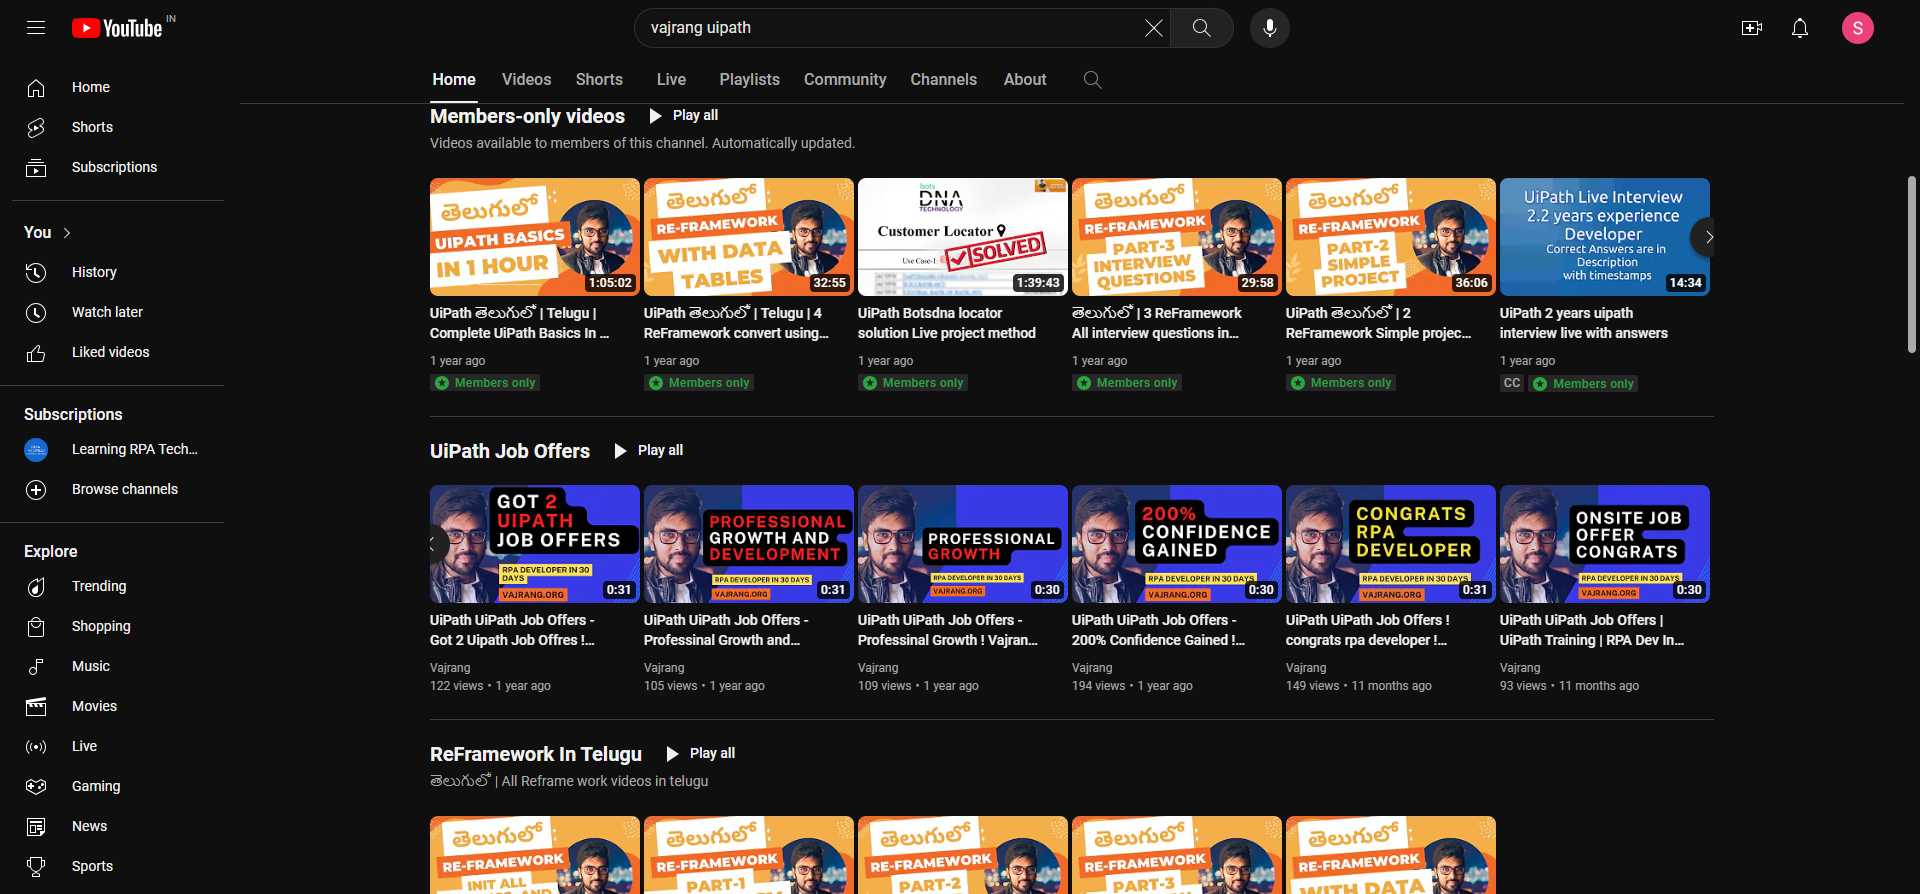 YouTube IN
vajrang uipath
S
Home
Shorts
Subscriptions
You
History
Watch later
Liked videos
Subscriptions
Learning RPA Tech...
Browse channels
Explore
Trending
Shopping
Music
Movies
Live
Gaming
News
Sports
Home Videos Shorts Live Playlists Community Channels About
Members-only videos Play all
Videos available to members of this channel. Automatically updated.
తెలుగులో
UIPATH BASICS
IN 1 HOUR
1:05:02
UiPath తెలుగులో | Telugu |
Complete UiPath Basics In ...
1 year ago
Members only
తెలుగులో
RE-FRAMEWORK
WITH DATA
TABLES
32:55
UiPath తెలుగులో | Telugu | 4
ReFramework convert using...
1 year ago
Members only
bots
DNA
TECHNOLOGY
Customer Locator
Use Case-1:
SOLVED
1:39:43
UiPath Botsdna locator
solution Live project method
1 year ago
Members only
తెలుగులో
RE-FRAMEWORK
PART-3
INTERVIEW
QUESTIONS
29:58
తెలుగులో | 3 ReFramework
All interview questions in...
1 year ago
Members only
తెలుగులో
RE-FRAMEWORK
PART-2
SIMPLE
PROJECT
36:06
UiPath తెలుగులో | 2
ReFramework Simple projec...
1 year ago
Members only
UiPath Live Interview
2.2 years experience
Developer
Correct Answers are in
Description
with timestamps
14:34
UiPath 2 years uipath
interview live with answers
1 year ago
CC Members only
UiPath Job Offers Play all
GOT 2
UIPATH
JOB OFFERS
RPA DEVELOPER IN 30
DAYS
VAJRANG.ORG
0:31
UiPath UiPath Job Offers -
Got 2 Uipath Job Offres !...
Vajrang
122 views • 1 year ago
PROFESSIONAL
GROWTH AND
DEVELOPMENT
RPA DEVELOPER IN 30 DAYS
VAJRANG.ORG
0:31
UiPath UiPath Job Offers -
Professinal Growth and...
Vajrang
105 views • 1 year ago
PROFESSIONAL
GROWTH
RPA DEVELOPER IN 30 DAYS
VAJRANG.ORG
0:30
UiPath UiPath Job Offers -
Professinal Growth ! Vajran...
Vajrang
109 views • 1 year ago
200%
CONFIDENCE
GAINED
RPA DEVELOPER IN 30 DAYS
VAJRANG.ORG
0:30
UiPath UiPath Job Offers -
200% Confidence Gained !...
Vajrang
194 views • 1 year ago
CONGRATS
RPA
DEVELOPER
RPA DEVELOPER IN 30 DAYS
VAJRANG.ORG
0:31
UiPath UiPath Job Offers !
congrats rpa developer !...
Vajrang
149 views • 11 months ago
ONSITE JOB
OFFER
CONGRATS
RPA DEVELOPER IN 30 DAYS
VAJRANG.ORG
0:30
UiPath UiPath Job Offers |
UiPath Training | RPA Dev In...
Vajrang
93 views • 11 months ago
ReFramework In Telugu Play all
తెలుగులో | All Reframe work videos in telugu
తెలుగులో
RE-FRAMEWORK
INIT ALL
తెలుగులో
RE-FRAMEWORK
PART-1
తెలుగులో
RE-FRAMEWORK
PART-2
తెలుగులో
RE-FRAMEWORK
PART-3
తెలుగులో
RE-FRAMEWORK
WITH DATA